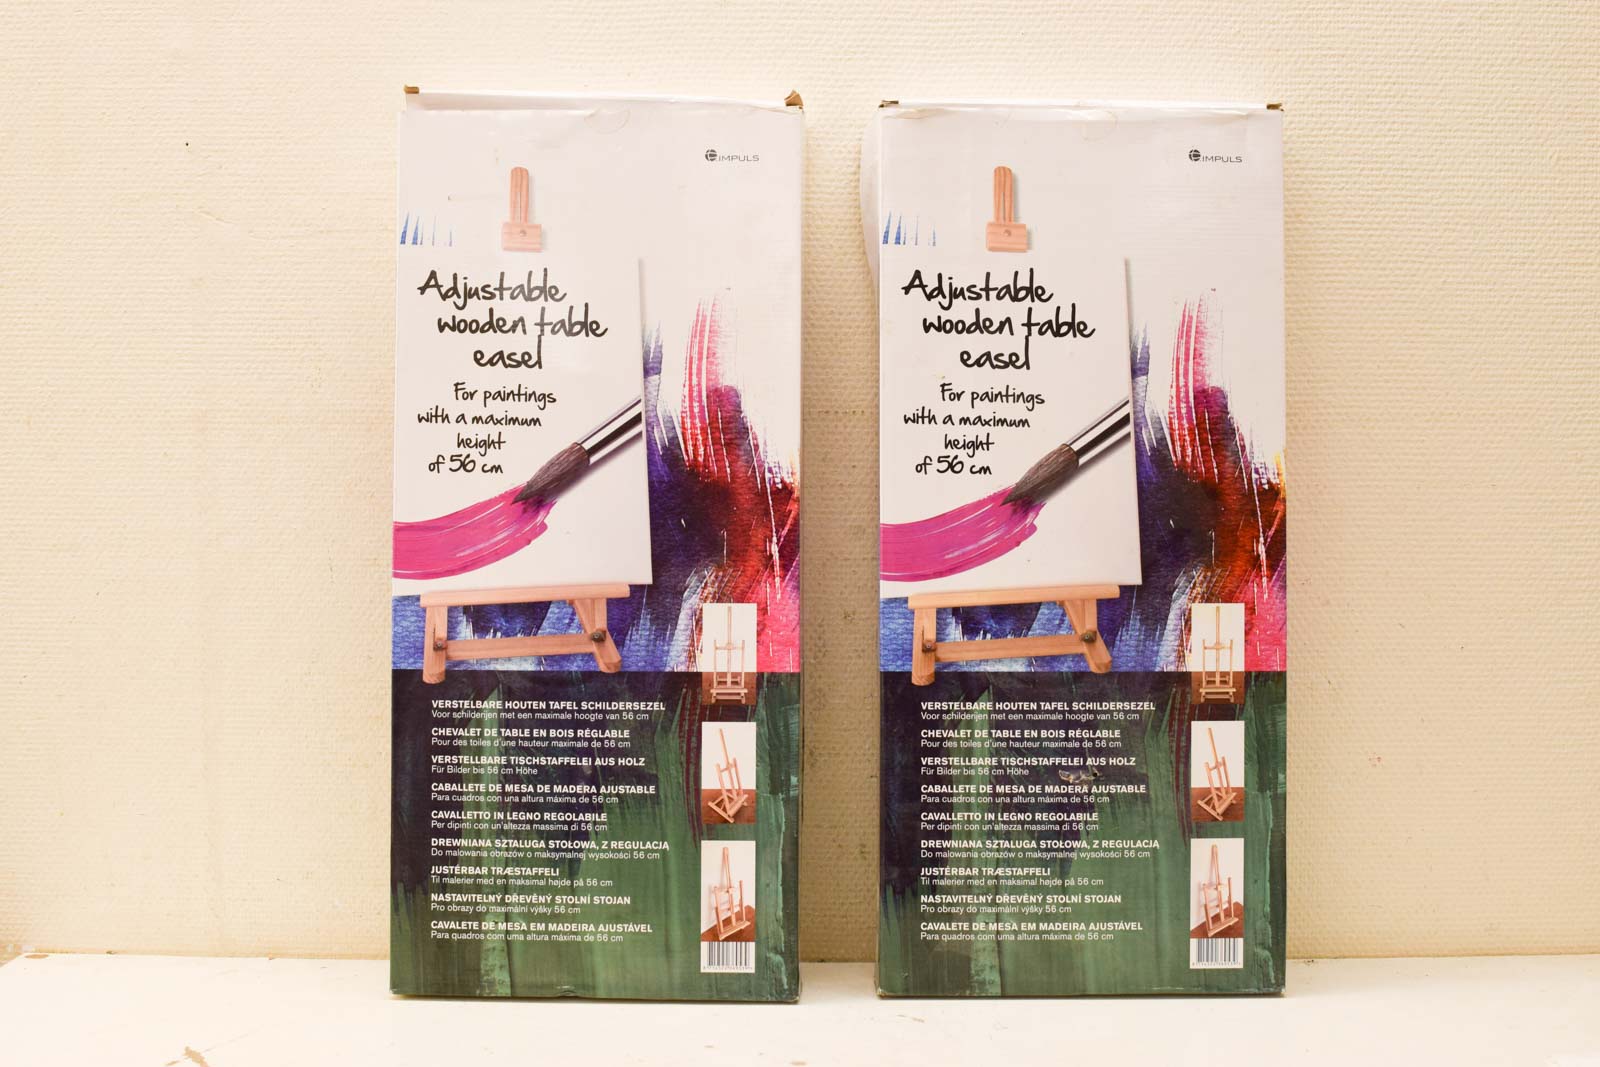 IMPULS
Adjustable
wooden table
easel
For paintings
with a maximum
height
of 56 cm
VERSTELBARE HOUTEN TAFEL SCHILDERSEZEL
Voor schilderijen met een maximale hoogte van 56 cm
CHEVALET DE TABLE EN BOIS RÉGLABLE
Pour des toiles d'une hauteur maximale de 56 cm
VERSTELLBARE TISCHSTAFFELEI AUS HOLZ
Für Bilder bis 56 cm Höhe
CABALLETE DE MESA DE MADERA AJUSTABLE
Para cuadros con una altura máxima de 56 cm
CAVALLETTO IN LEGNO REGOLABILE
Per dipinti con un'altezza massima di 56 cm
DREWNIANA SZTALUGA STOŁOWA, Z REGULACJĄ
Do malowania obrazów o maksymalnej wysokości 56 cm
JUSTÉRBAR TRÆSTAFFELI
Til malerier med en maksimal højde på 56 cm
NASTAVITELNÝ DŘEVĚNÝ STOLNÍ STOJAN
Pro obrazy do maximální výšky 56 cm
CAVALETE DE MESA EM MADEIRA AJUSTÁVEL
Para quadros com uma altura máxima de 56 cm
IMPULS
Adjustable
wooden table
easel
For paintings
with a maximum
height
of 56 cm
VERSTELBARE HOUTEN TAFEL SCHILDERSEZEL
Voor schilderijen met een maximale hoogte van 56 cm
CHEVALET DE TABLE EN BOIS RÉGLABLE
Pour des toiles d'une hauteur maximale de 56 cm
VERSTELLBARE TISCHSTAFFELEI AUS HOLZ
Für Bilder bis 56 cm Höhe
CABALLETE DE MESA DE MADERA AJUSTABLE
Para cuadros con una altura máxima de 56 cm
CAVALLETTO IN LEGNO REGOLABILE
Per dipinti con un'altezza massima di 56 cm
DREWNIANA SZTALUGA STOŁOWA, Z REGULACJĄ
Do malowania obrazów o maksymalnej wysokości 56 cm
JUSTÉRBAR TRÆSTAFFELI
Til malerier med en maksimal højde på 56 cm
NASTAVITELNÝ DŘEVĚNÝ STOLNÍ STOJAN
Pro obrazy do maximální výšky 56 cm
CAVALETE DE MESA EM MADEIRA AJUSTÁVEL
Para quadros com uma altura máxima de 56 cm